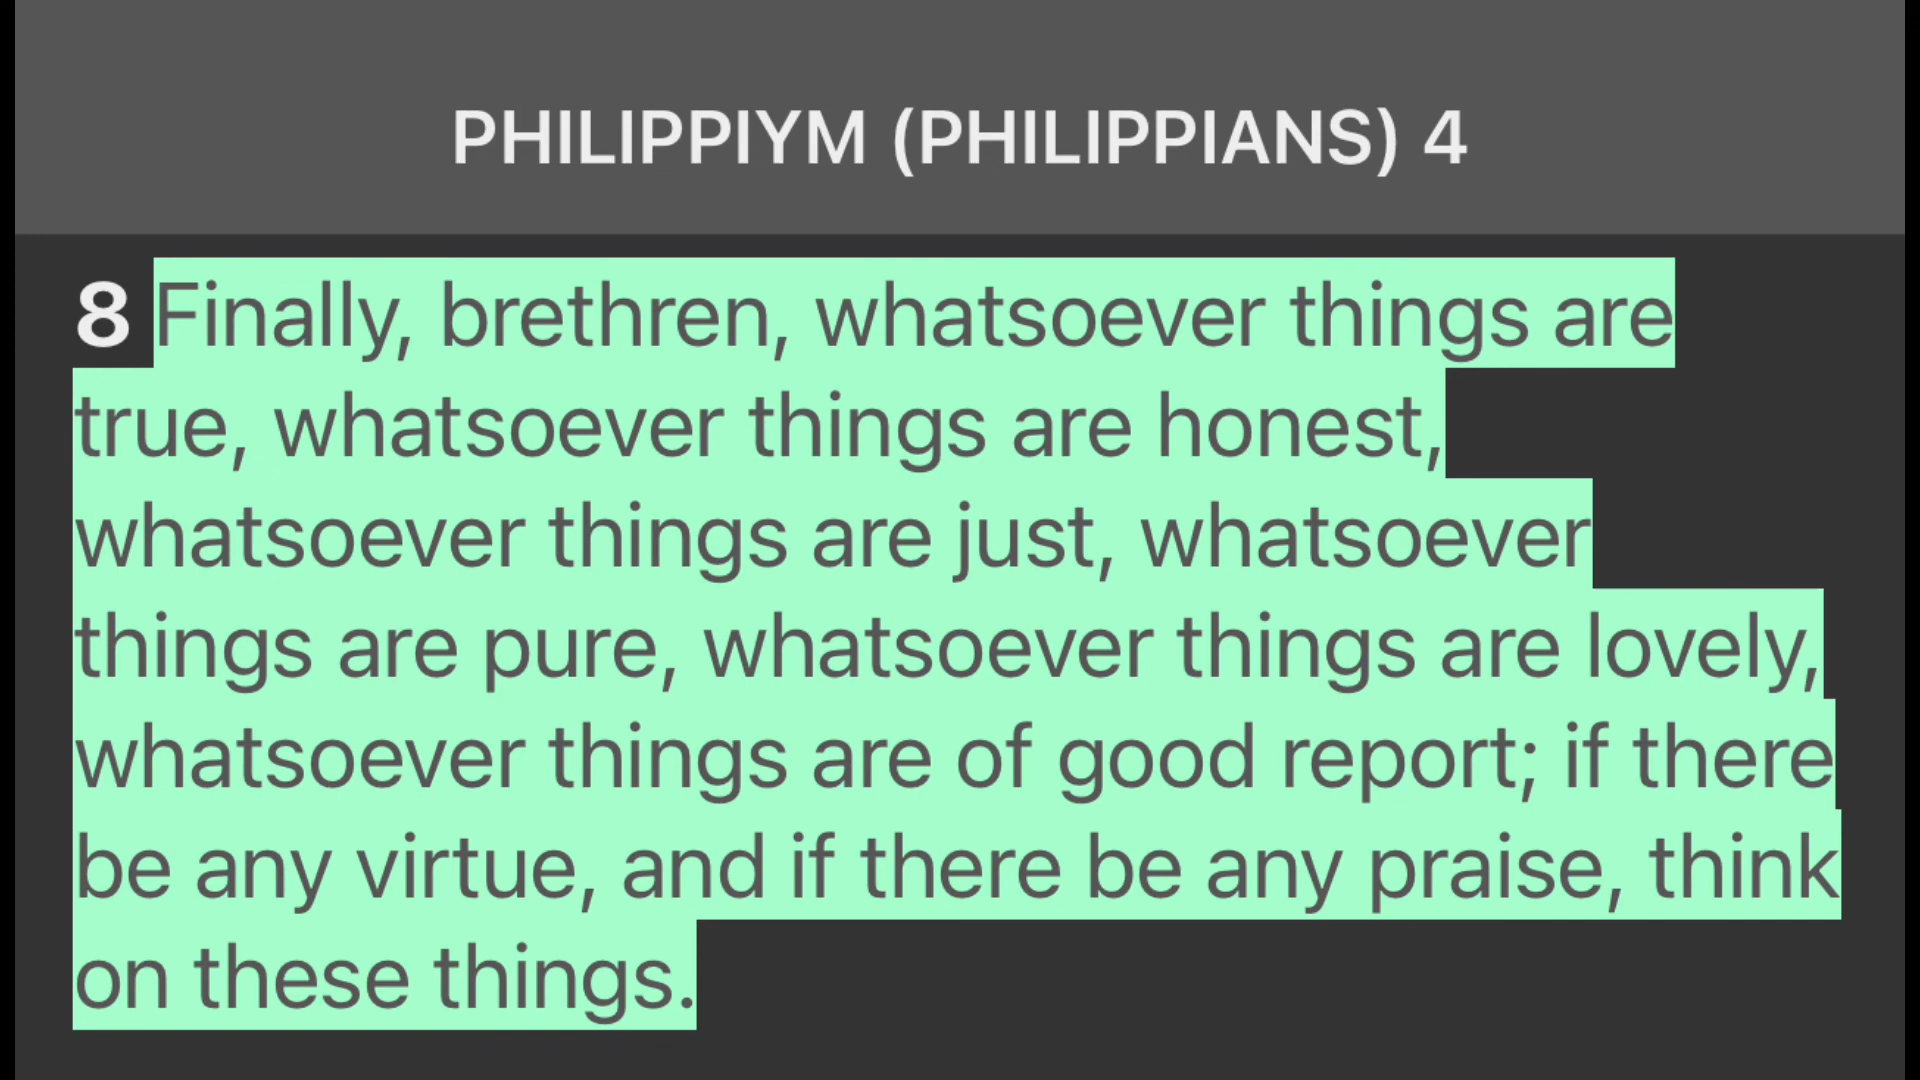 PHILIPPIYM (PHILIPPIANS) 4
8 Finally, brethren, whatsoever things are
true, whatsoever things are honest,
whatsoever things are just, whatsoever
things are pure, whatsoever things are lovely,
whatsoever things are of good report; if there
be any virtue, and if there be any praise, think
on these things.